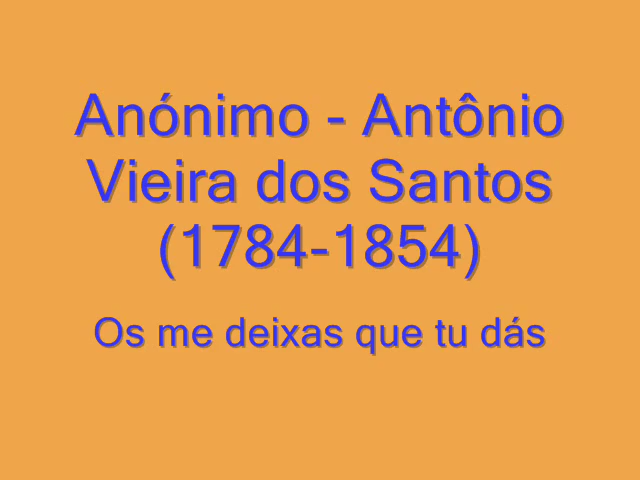 Anónimo - Antônio
Vieira dos Santos
(1784-1854)
Os me deixas que tu dás